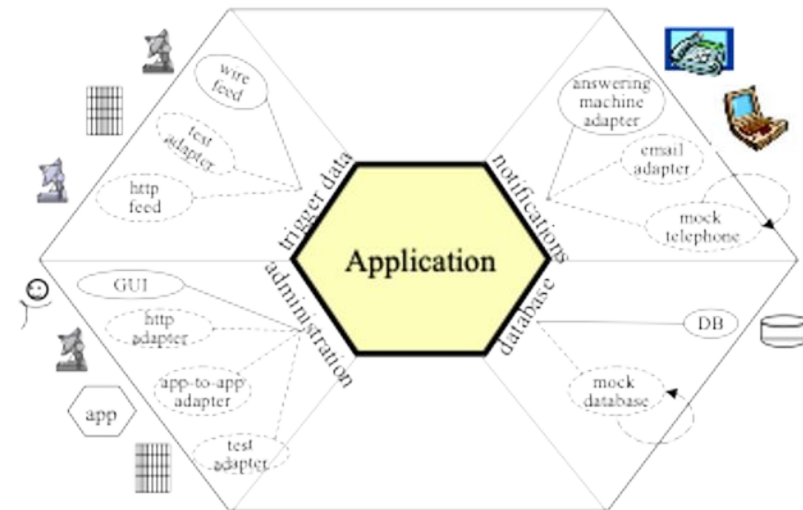 wire
feed
test
adapter
http
feed
trigger data
answering
machine
adapter
email
adapter
mock
telephone
notifications
Application
GUI
http
adapter
app-to-app
adapter
app
test
adapter
administration
database
DB
mock
database